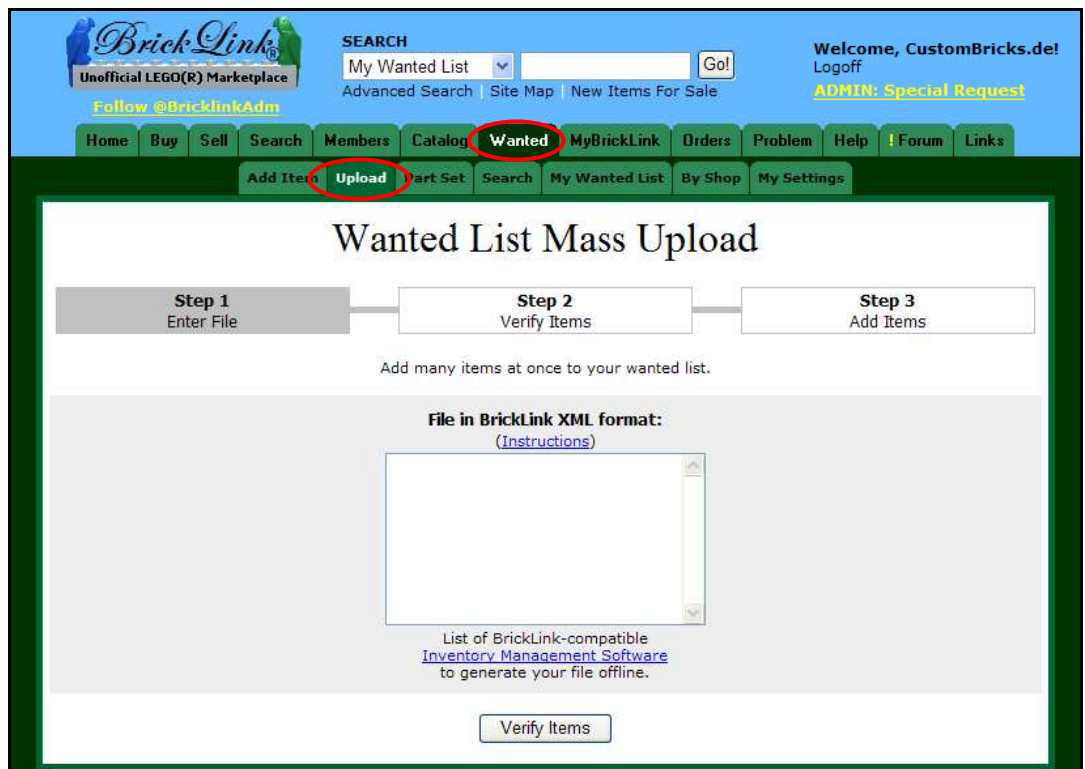 BrickLink®
Unofficial LEGO(R) Marketplace
Follow @BricklinkAdm
SEARCH
My Wanted List
Go!
Advanced Search | Site Map | New Items For Sale
Welcome, CustomBricks.de!
Logoff
ADMIN: Special Request
Home Buy Sell Search Members Catalog Wanted MyBrickLink Orders Problem Help ! Forum Links
Add Item Upload Part Set Search My Wanted List By Shop My Settings
Wanted List Mass Upload
Step 1
Enter File
Step 2
Verify Items
Step 3
Add Items
Add many items at once to your wanted list.
File in BrickLink XML format:
(Instructions)
List of BrickLink-compatible
Inventory Management Software
to generate your file offline.
Verify Items